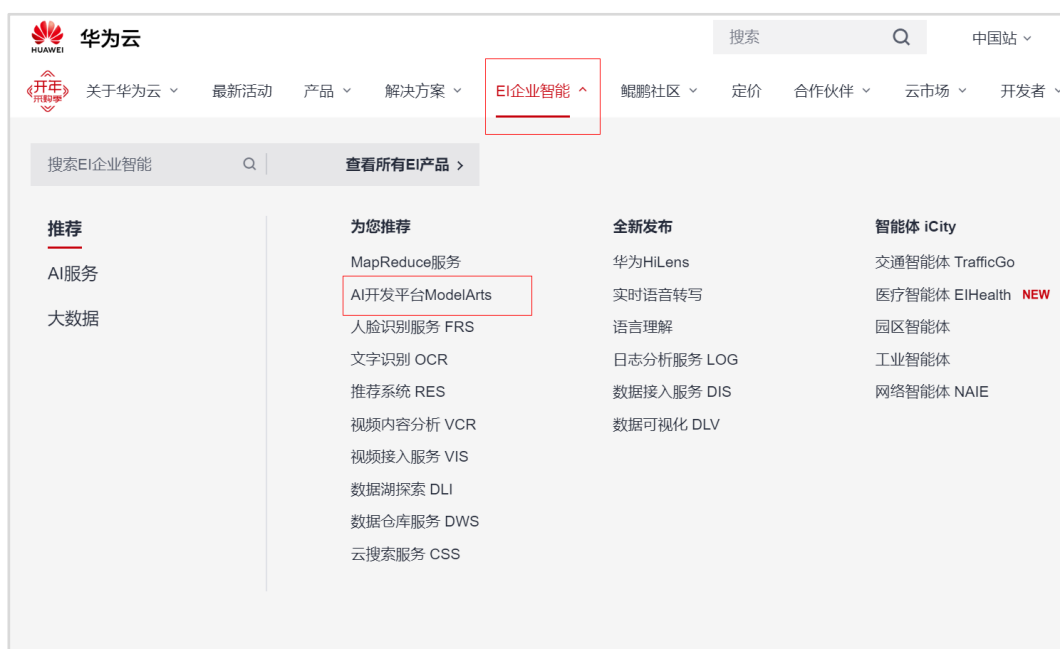 HUAWEI 华为云 搜索 中国站
开年采购季 关于华为云 最新活动 产品 解决方案 EI企业智能 鲲鹏社区 定价 合作伙伴 云市场 开发者
搜索EI企业智能 查看所有EI产品
推荐
AI服务
大数据
为您推荐
MapReduce服务
AI开发平台ModelArts
人脸识别服务 FRS
文字识别 OCR
推荐系统 RES
视频内容分析 VCR
视频接入服务 VIS
数据湖探索 DLI
数据仓库服务 DWS
云搜索服务 CSS
全新发布
华为HiLens
实时语音转写
语言理解
日志分析服务 LOG
数据接入服务 DIS
数据可视化 DLV
智能体 iCity
交通智能体 TrafficGo
医疗智能体 EIHealth NEW
园区智能体
工业智能体
网络智能体 NAIE